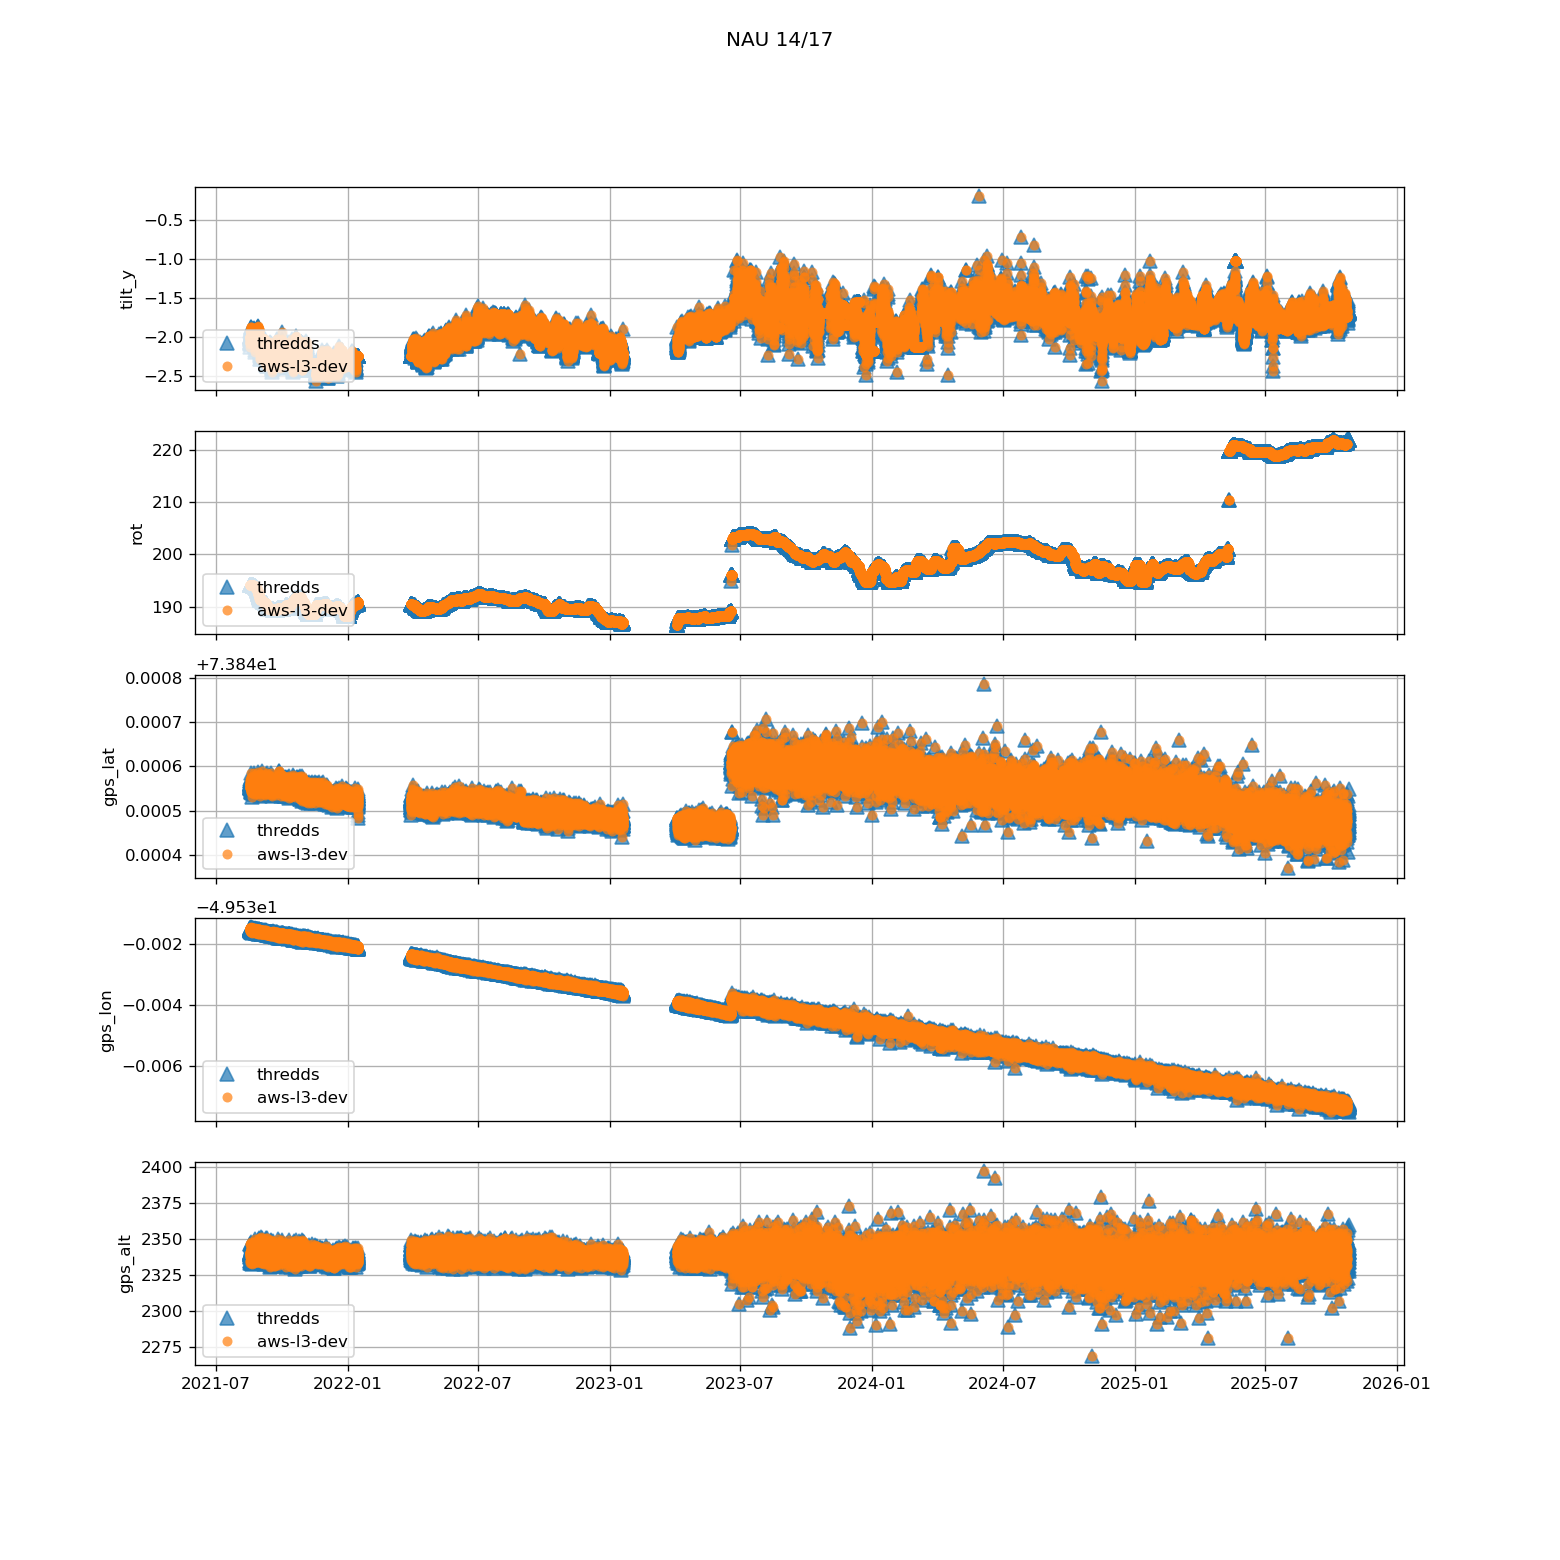 NAU 14/17
−0.5
−1.0
−1.5
−2.0
−2.5
tilt_y
thredds
aws-l3-dev
220
210
200
190
rot
thredds
aws-l3-dev
+7.384e1
0.0008
0.0007
0.0006
0.0005
0.0004
gps_lat
thredds
aws-l3-dev
−4.953e1
−0.002
−0.004
−0.006
gps_lon
thredds
aws-l3-dev
2400
2375
2350
2325
2300
2275
gps_alt
thredds
aws-l3-dev
2021-07 2022-01 2022-07 2023-01 2023-07 2024-01 2024-07 2025-01 2025-07 2026-01